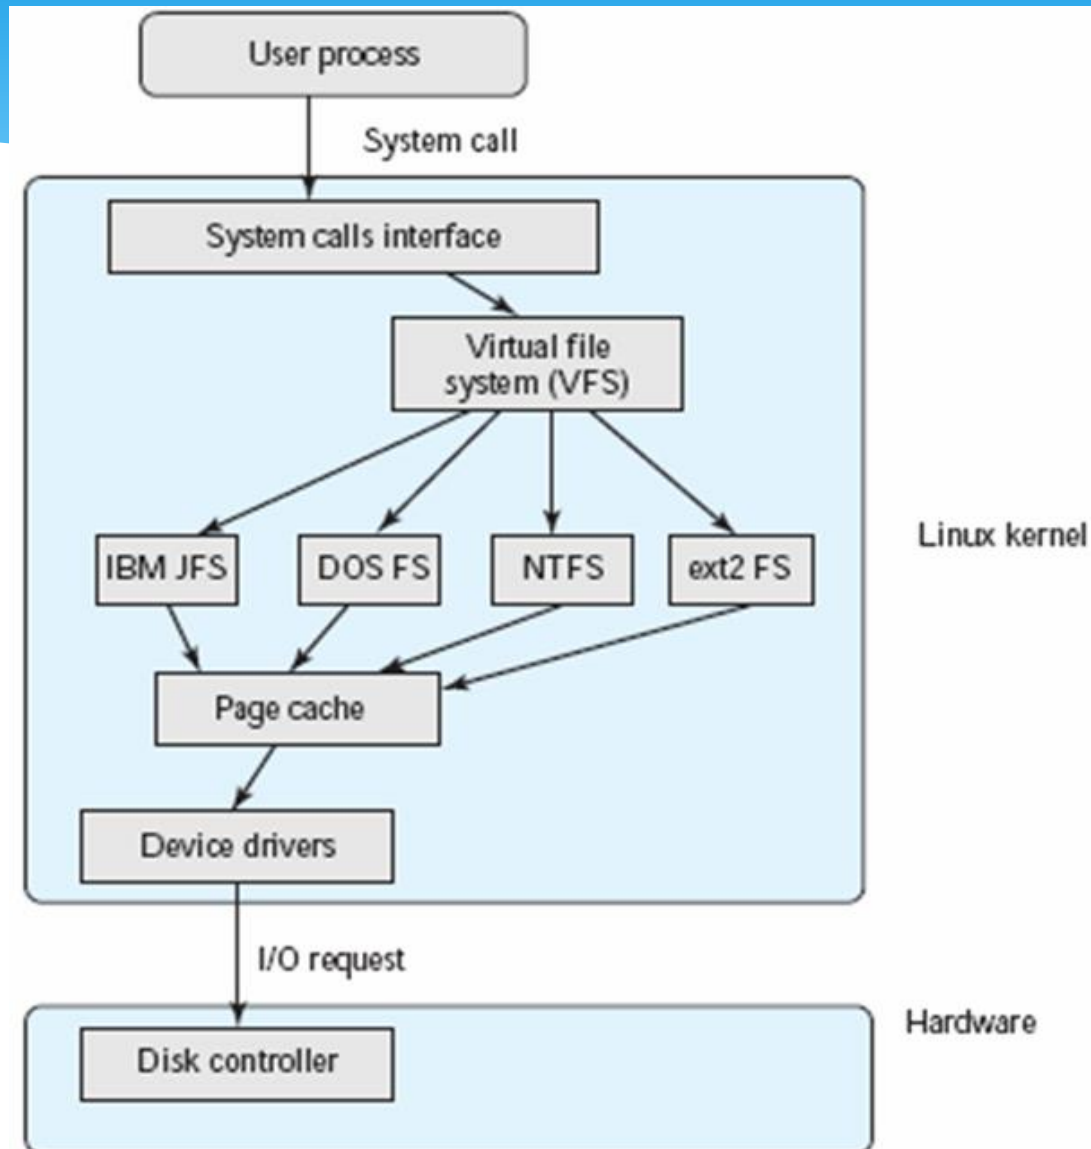 User process
System call
System calls interface
Virtual file
system (VFS)
IBM JFS
DOS FS
NTFS
ext2 FS
Linux kernel
Page cache
Device drivers
I/O request
Hardware
Disk controller